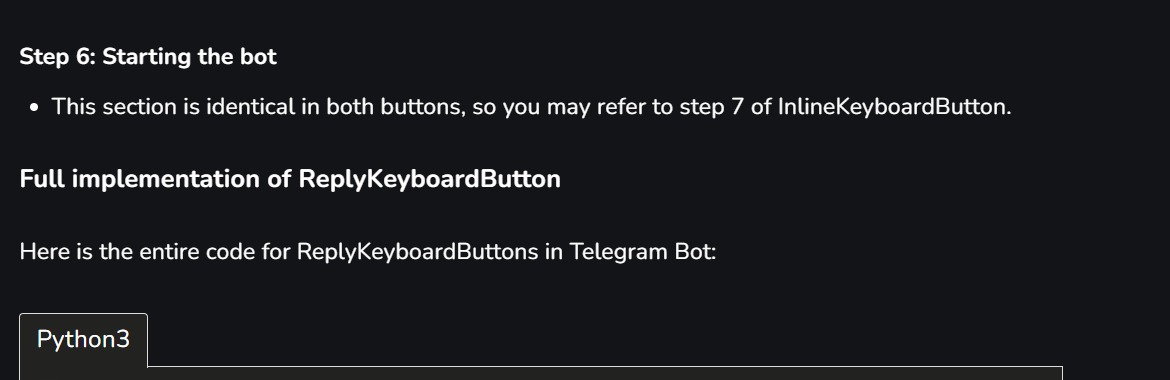 Step 6: Starting the bot
• This section is identical in both buttons, so you may refer to step 7 of InlineKeyboardButton.
Full implementation of ReplyKeyboardButton
Here is the entire code for ReplyKeyboardButtons in Telegram Bot:
Python3